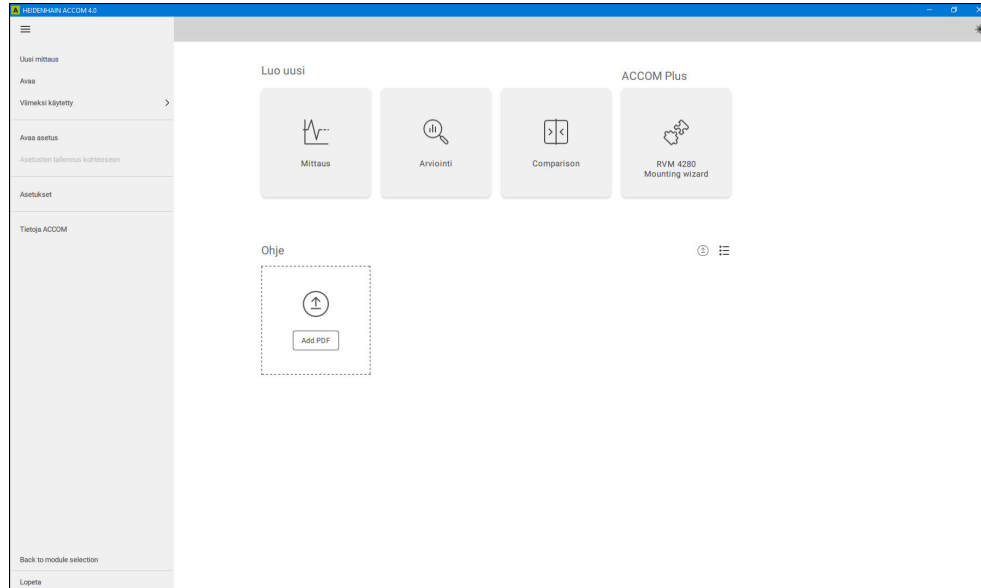 HEIDENHAIN ACCOM 4.0
Uusi mittaus
Avaa
Viimeksi käytetty
Avaa asetus
Asetusten tallennus kohteeseen
Asetukset
Tietoja ACCOM
Back to module selection
Lopeta
Luo uusi
ACCOM Plus
Mittaus
Arviointi
Comparison
RVM 4280
Mounting wizard
Ohje
Add PDF